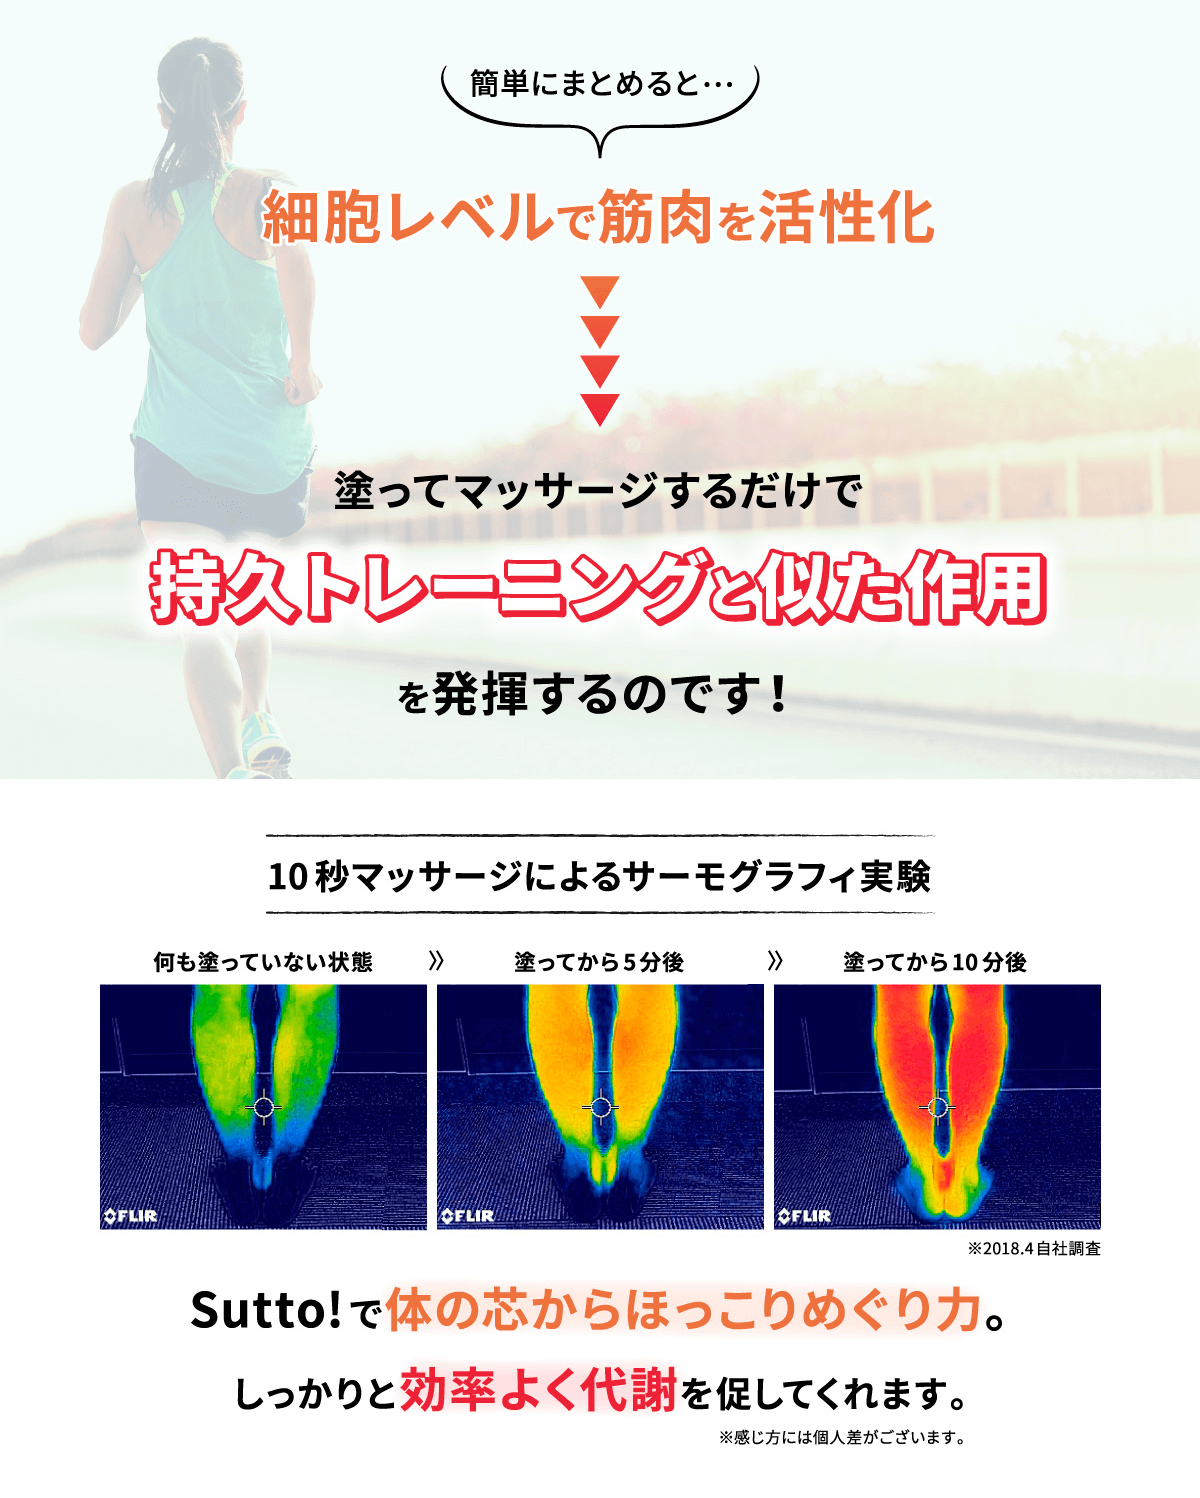 簡単にまとめると…
細胞レベルで筋肉を活性化
塗ってマッサージするだけで
持久トレーニングと似た作用
を発揮するのです！
10秒マッサージによるサーモグラフィ実験
何も塗っていない状態 》 塗ってから5分後 》 塗ってから10分後
FLIR FLIR FLIR
※2018.4自社調査
Sutto!で体の芯からほっこりめぐり力。
しっかりと効率よく代謝を促してくれます。
※感じ方には個人差がございます。